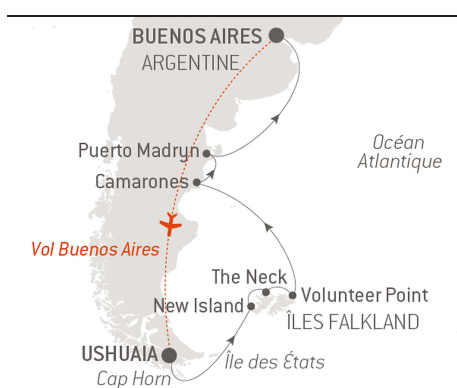 BUENOS AIRES
ARGENTINE
Océan
Atlantique
Puerto Madryn
Camarones
Vol Buenos Aires
The Neck
New Island
Volunteer Point
ÎLES FALKLAND
USHUAIA
Île des États
Cap Horn